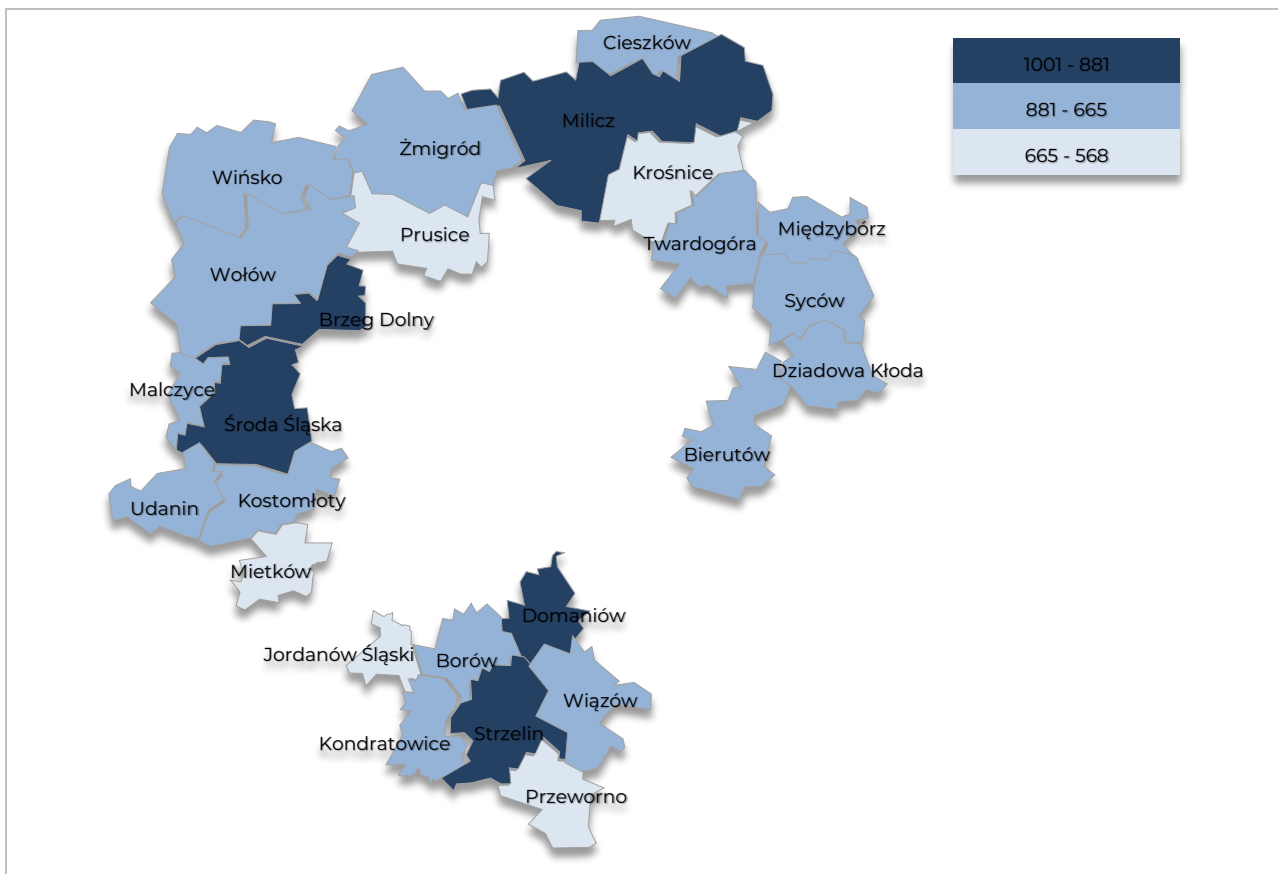 Cieszków
1001 - 881
881 - 665
665 - 568
Milicz
Żmigród
Krośnice
Wińsko
Prusice
Twardogóra
Międzybórz
Wołów
Syców
Brzeg Dolny
Dziadowa Kłoda
Malczyce
Środa Śląska
Bierutów
Udanin
Kostomłoty
Mietków
Domaniów
Jordanów Śląski
Borów
Wiązów
Strzelin
Kondratowice
Przeworno